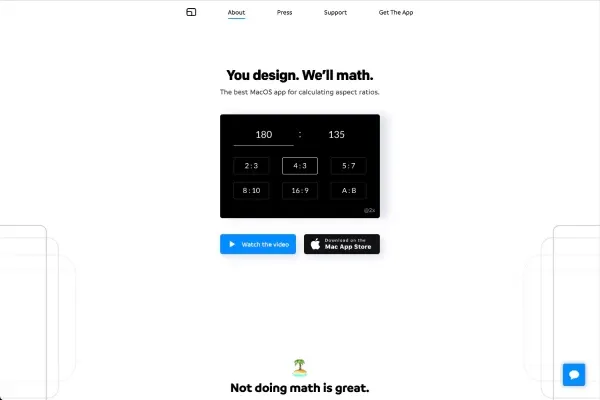 About
Press
Support
Get The App
You design. We'll math.
The best MacOS app for calculating aspect ratios.
180 : 135
2 : 3
4 : 3
5 : 7
8 : 10
16 : 9
A : B
@2x
Watch the video
Download on the
Mac App Store
Not doing math is great.